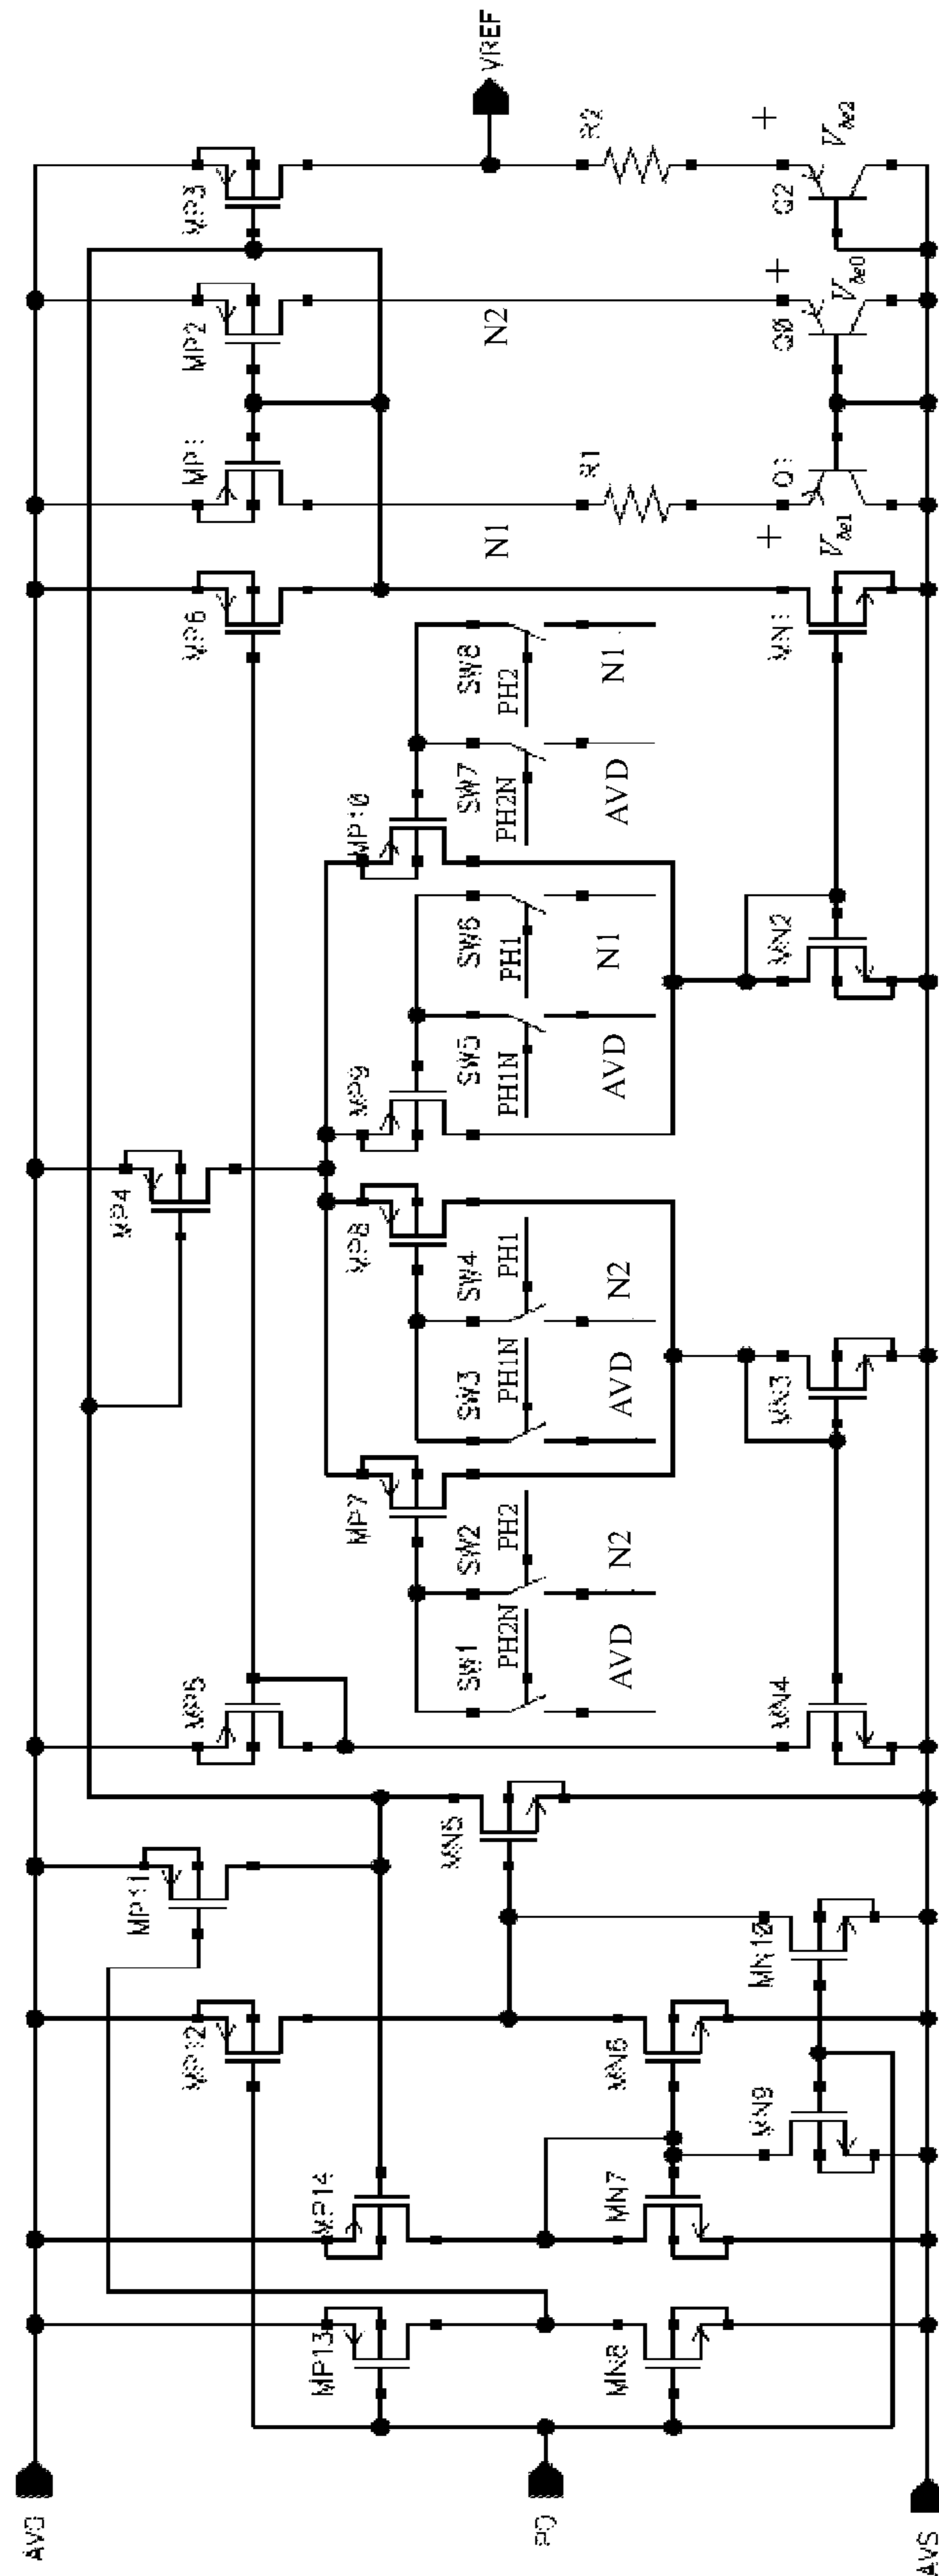 AVD
PD
AVS
MP13
MN8
MP14
MN7
MN9
MP12
MN6
MN10
MP11
MN5
MP5
MN4
SW1
PH2N
AVD
SW2
PH2
N2
MP7
SW3
PH1N
AVD
SW4
PH1
N2
MP8
MN3
MP4
MP9
SW5
PH1N
AVD
SW6
PH1
N1
MN2
MP10
SW7
PH2N
AVD
SW8
PH2
N1
MP6
MN1
MP1
N1
R1
+
Vbe1
Q1
MP2
N2
+
Vbe0
Q0
MP3
VREF
R2
+
Vbe2
Q2